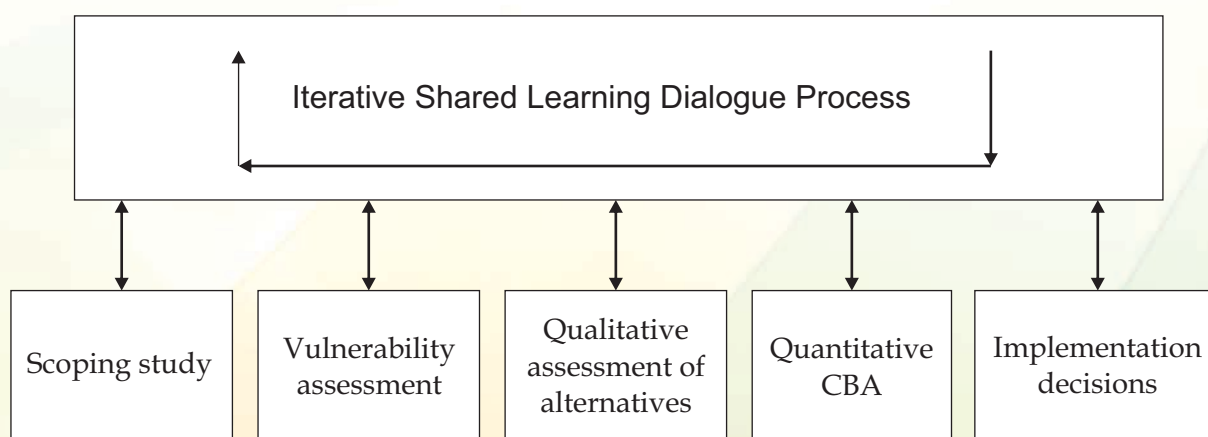 Iterative Shared Learning Dialogue Process
Scoping study
Vulnerability
assessment
Qualitative
assessment of
alternatives
Quantitative
CBA
Implementation
decisions